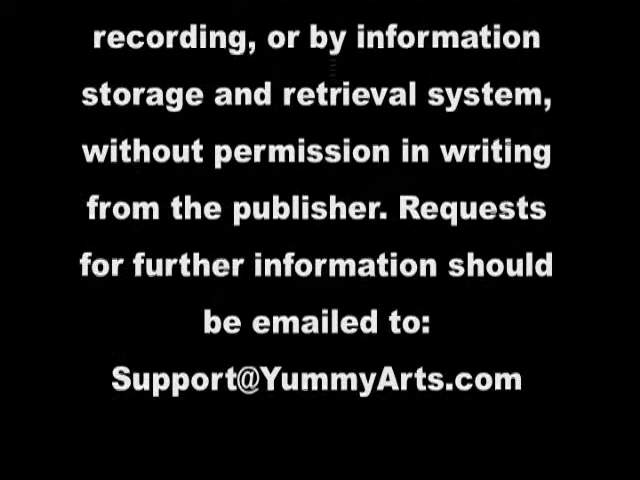 recording, or by information
storage and retrieval system,
without permission in writing
from the publisher. Requests
for further information should
be emailed to:
Support@YummyArts.com